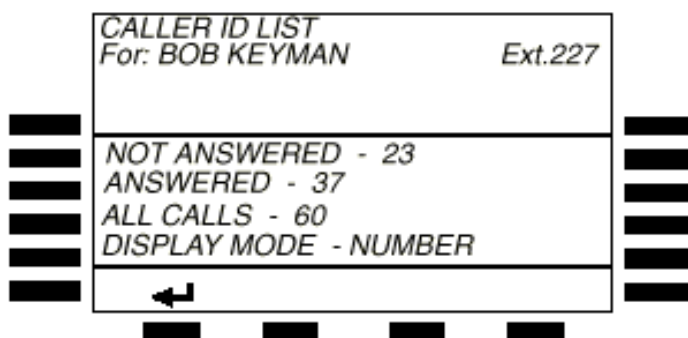 CALLER ID LIST
For: BOB KEYMAN Ext.227
NOT ANSWERED - 23
ANSWERED - 37
ALL CALLS - 60
DISPLAY MODE - NUMBER